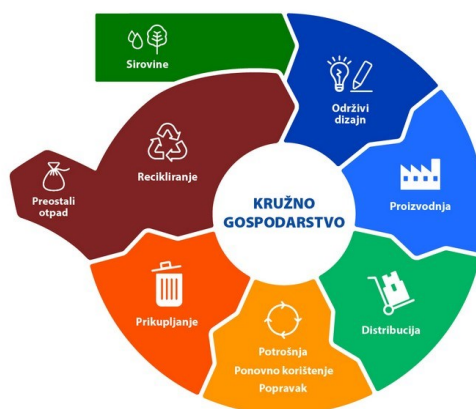 Sirovine
Održivi
dizajn
Proizvodnja
Distribucija
Potrošnja
Ponovno korištenje
Popravak
Prikupljanje
Recikliranje
Preostali
otpad
KRUŽNO
GOSPODARSTVO